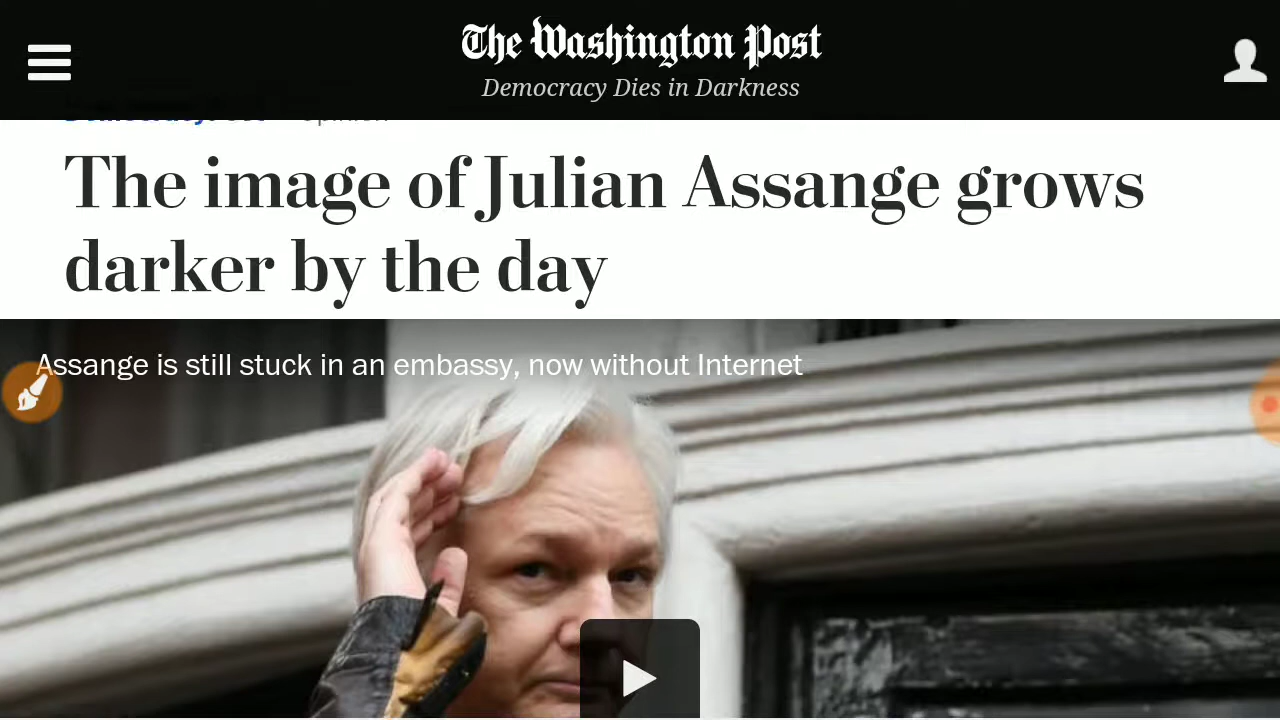 The Washington Post
Democracy Dies in Darkness
The image of Julian Assange grows
darker by the day
Assange is still stuck in an embassy, now without Internet